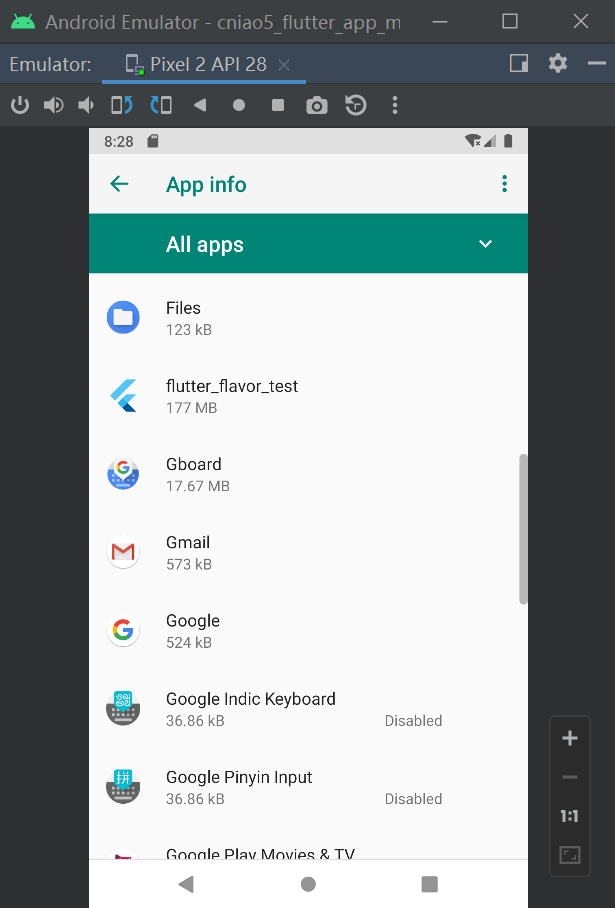 Android Emulator - cniao5_flutter_app_m
Emulator:
Pixel 2 API 28
8:28
App info
All apps
Files
123 kB
flutter_flavor_test
177 MB
Gboard
17.67 MB
Gmail
573 kB
Google
524 kB
Google Indic Keyboard
36.86 kB
Disabled
Google Pinyin Input
36.86 kB
Disabled
Google Play Movies & TV
1:1